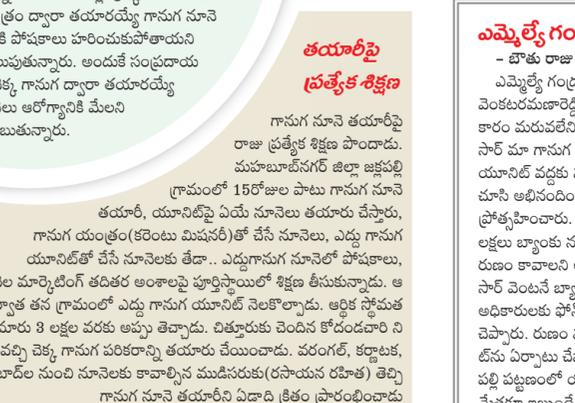 త్రం ద్వారా తయారయ్యే గానుగ నూనె
కి పోషకాలు హరించుకుపోతాయని
లుపుతున్నారు. అందుకే సంప్రదాయ
చెక్క గానుగ ద్వారా తయారయ్యే
నెలు ఆరోగ్యానికి మేలని
బుతున్నారు.
తయారీపై
ప్రత్యేక శిక్షణ
గానుగ నూనె తయారీపై
రాజు ప్రత్యేక శిక్షణ పొందాడు.
మహబూబ్‌నగర్ జిల్లా జక్లపల్లి
గ్రామంలో 15రోజుల పాటు గానుగ నూనె
తయారీ, యూనిట్‌పై ఏయే నూనెలు తయారు చేస్తారు,
గానుగ యంత్రం(కరెంటు మిషనరీ)తో చేసే నూనెలు, ఎద్దు గానుగ
యూనిట్‌తో చేసే నూనెలకు తేడా.. ఎద్దుగానుగ నూనెలో పోషకాలు,
మార్కెటింగ్ తదితర అంశాలపై పూర్తిస్థాయిలో శిక్షణ తీసుకున్నాడు. ఆ
ర్వాత తన గ్రామంలో ఎద్దు గానుగ యూనిట్ నెలకొల్పాడు. ఆర్థిక స్థోమత
మారు 3 లక్షల వరకు అప్పు తెచ్చాడు. చిత్తూరుకు చెందిన కోదండచారి ని
వచ్చి చెక్క గానుగ పరికరాన్ని తయారు చేయించాడు. వరంగల్, కర్ణాటక,
బాద్‌ల నుంచి నూనెలకు కావాల్సిన ముడిసరుకు(రసాయన రహిత) తెచ్చి
గానుగ నూనె తయారీని ఏడాది క్రితం ప్రారంభించాడు
ఎమ్మెల్యే గం
- బౌతు రాజు
ఎమ్మెల్యే గండ్ర
వెంకటరమణారెడ్డి
కారం మరువలేని
సార్ మా గానుగ
యూనిట్ వద్దకు
చూసి అభినందిం
ప్రోత్సహించారు.
లక్షలు బ్యాంకు
రుణం కావాలని
సార్ వెంటనే బ్యా
అధికారులకు ఫోన్
చెప్పారు. రుణం
ట్‌ను ఏర్పాటు చే
పల్లి పట్టణంలో